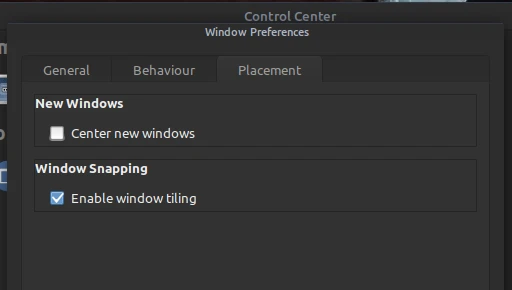 Control Center
Window Preferences
General Behaviour Placement
New Windows
Center new windows
Window Snapping
Enable window tiling